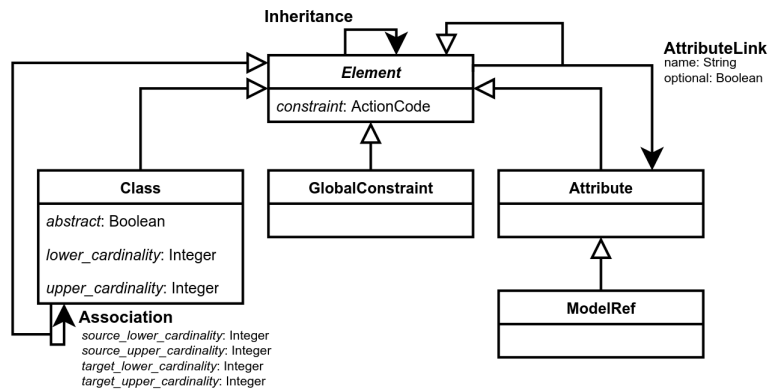 Inheritance
AttributeLink
name: String
optional: Boolean
Element
constraint: ActionCode
Class
abstract: Boolean
lower_cardinality: Integer
upper_cardinality: Integer
GlobalConstraint
Attribute
ModelRef
Association
source_lower_cardinality: Integer
source_upper_cardinality: Integer
target_lower_cardinality: Integer
target_upper_cardinality: Integer